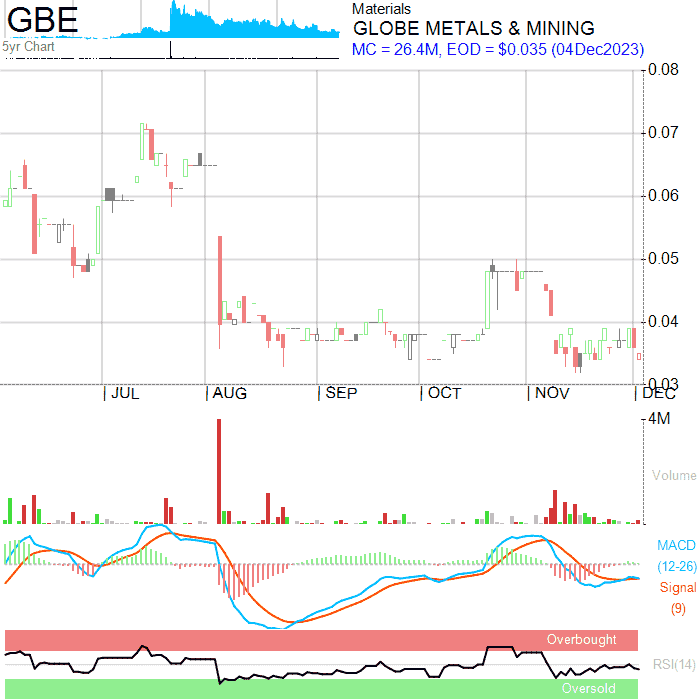 GBE
5yr Chart
Materials
GLOBE METALS & MINING
MC = 26.4M, EOD = $0.035 (04Dec2023)
0.08
0.07
0.06
0.05
0.04
0.03
JUL AUG SEP OCT NOV DEC
4M
Volume
MACD
(12-26)
Signal
(9)
Overbought
RSI(14)
Oversold